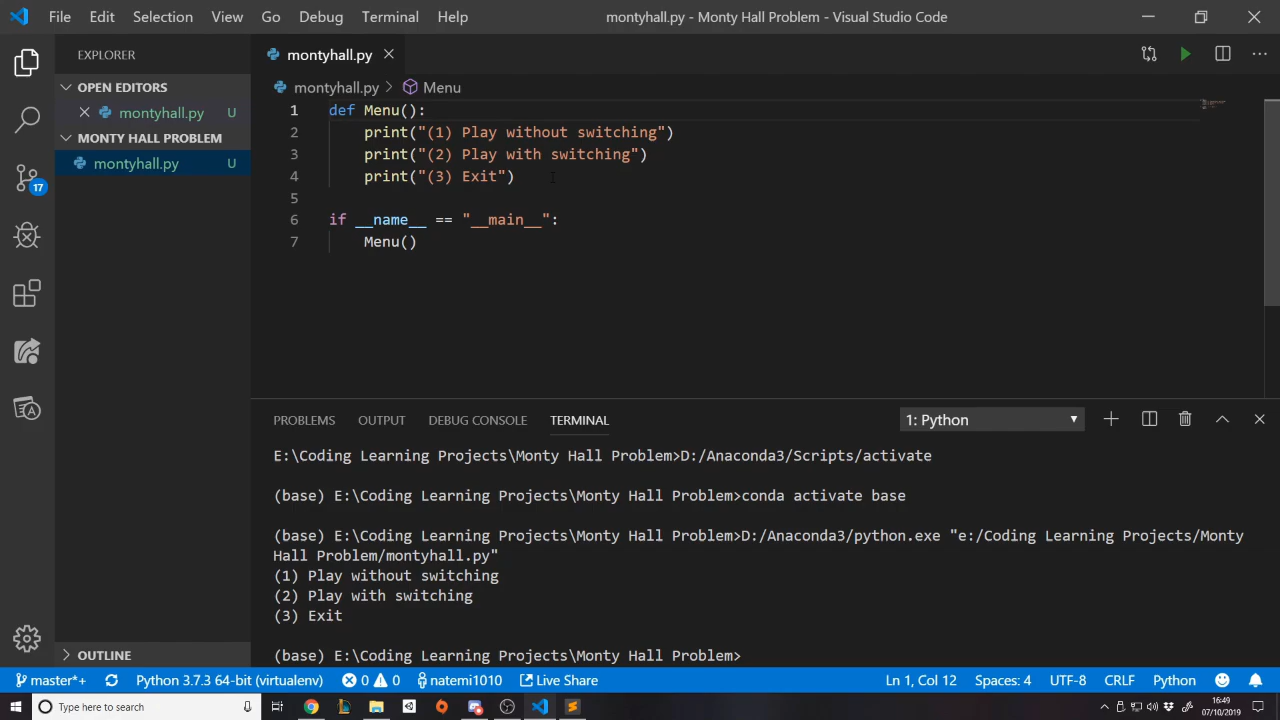 File Edit Selection View Go Debug Terminal Help montyhall.py - Monty Hall Problem - Visual Studio Code
EXPLORER
OPEN EDITORS
montyhall.py U
MONTY HALL PROBLEM
montyhall.py U
17
OUTLINE
montyhall.py
montyhall.py > Menu
1 def Menu():
2 print("(1) Play without switching")
3 print("(2) Play with switching")
4 print("(3) Exit")
5
6 if __name__ == "__main__":
7 Menu()
PROBLEMS OUTPUT DEBUG CONSOLE TERMINAL 1: Python
E:\Coding Learning Projects\Monty Hall Problem>D:/Anaconda3/Scripts/activate
(base) E:\Coding Learning Projects\Monty Hall Problem>conda activate base
(base) E:\Coding Learning Projects\Monty Hall Problem>D:/Anaconda3/python.exe "e:/Coding Learning Projects/Monty
Hall Problem/montyhall.py"
(1) Play without switching
(2) Play with switching
(3) Exit
(base) E:\Coding Learning Projects\Monty Hall Problem>
master*+ Python 3.7.3 64-bit (virtualenv) 0 0 natemi1010 Live Share Ln 1, Col 12 Spaces: 4 UTF-8 CRLF Python
Type here to search 16:49
07/10/2019